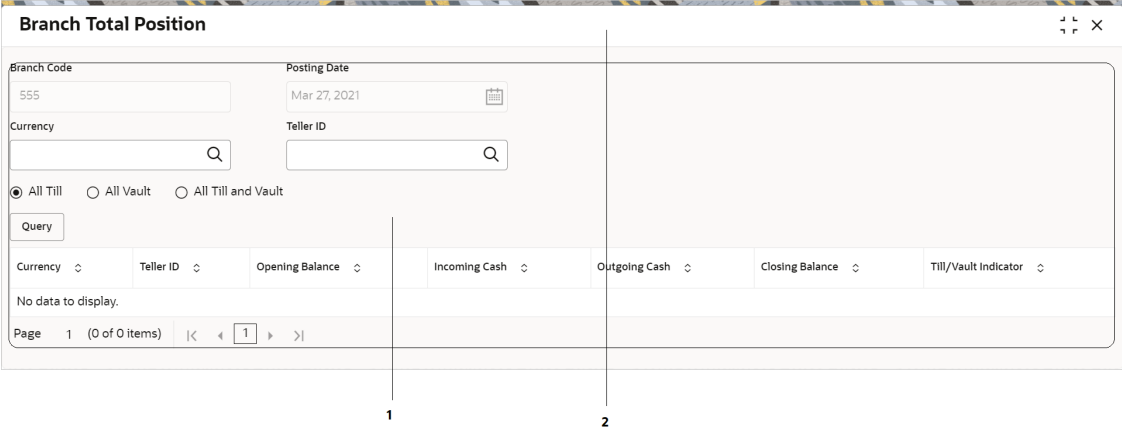 Branch Total Position
Branch Code Posting Date
555 Mar 27, 2021
Currency Teller ID
All Till All Vault All Till and Vault
Query
Currency Teller ID Opening Balance Incoming Cash Outgoing Cash Closing Balance Till/Vault Indicator
No data to display.
Page 1 (0 of 0 items) 1
1
2